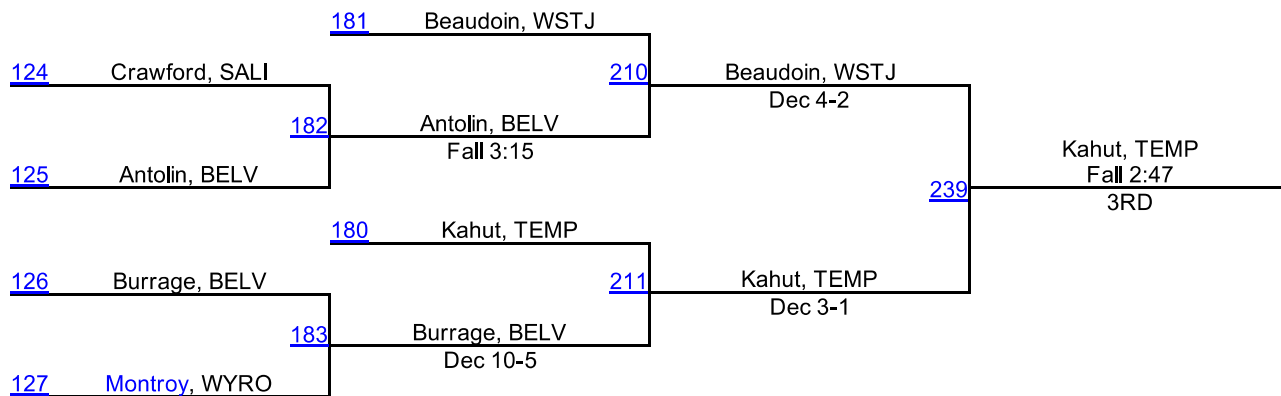 181 Beaudoin, WSTJ
124 Crawford, SALI
210 Beaudoin, WSTJ
Dec 4-2
182 Antolin, BELV
Fall 3:15
125 Antolin, BELV
Kahut, TEMP
Fall 2:47
239
3RD
180 Kahut, TEMP
126 Burrage, BELV
211 Kahut, TEMP
Dec 3-1
183 Burrage, BELV
Dec 10-5
127 Montroy, WYRO